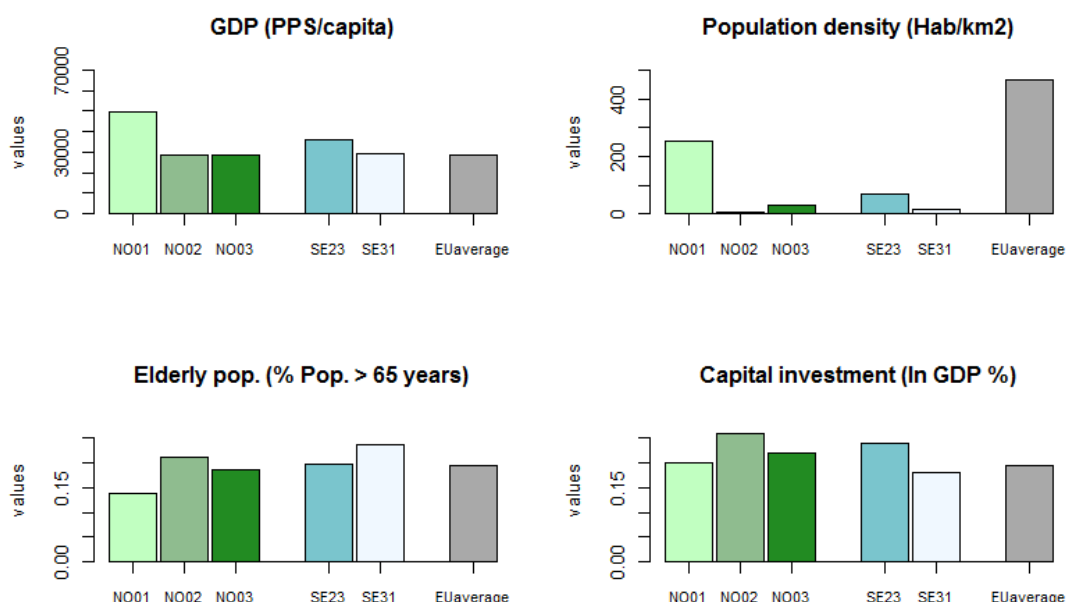 GDP (PPS/capita)
values
70000
30000
0
NO01 NO02 NO03 SE23 SE31 EUaverage
Population density (Hab/km2)
values
400
200
0
NO01 NO02 NO03 SE23 SE31 EUaverage
Elderly pop. (% Pop. > 65 years)
values
0.15
0.00
NO01 NO02 NO03 SE23 SE31 EUaverage
Capital investment (In GDP %)
values
0.15
0.00
NO01 NO02 NO03 SE23 SE31 EUaverage